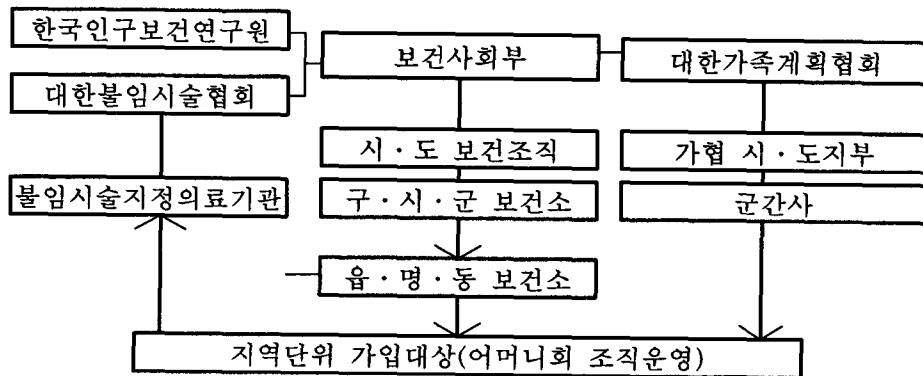 한국인구보건연구원
보건사회부
대한가족계획협회
대한불임시술협회
시·도 보건조직
가협 시·도지부
불임시술지정의료기관
구·시·군 보건소
군간사
읍·명·동 보건소
지역단위 가입대상(어머니회 조직운영)